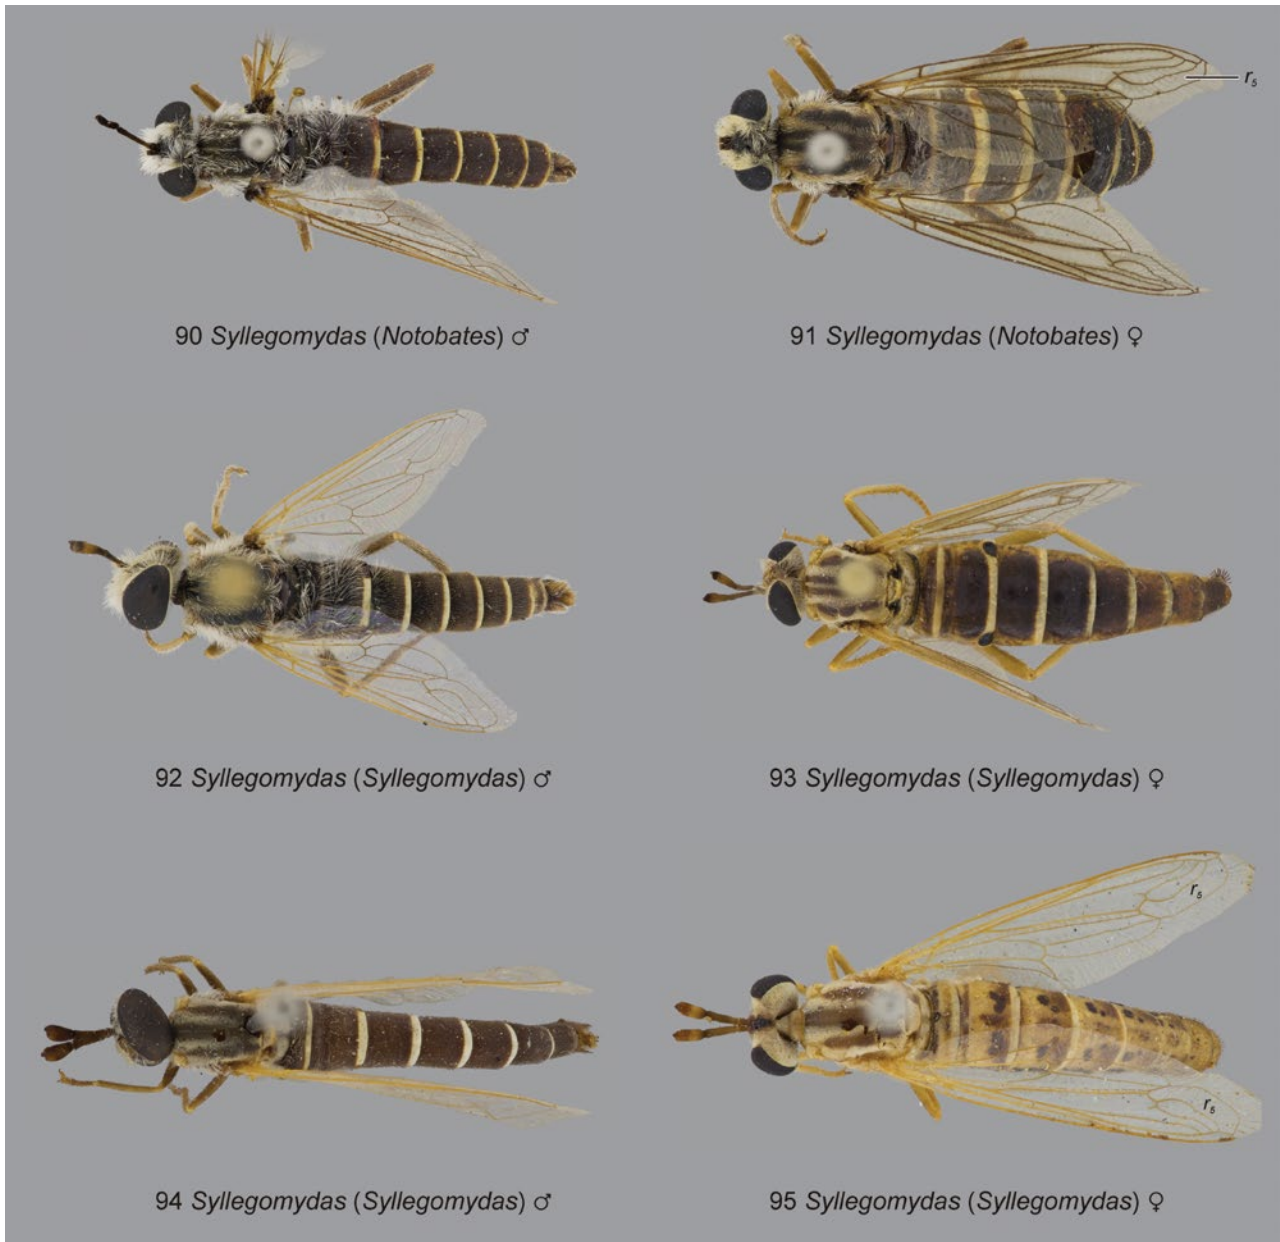 r₅
90 Syllegomydas (Notobates) ♂
91 Syllegomydas (Notobates) ♀
92 Syllegomydas (Syllegomydas) ♂
93 Syllegomydas (Syllegomydas) ♀
r₅
r₅
94 Syllegomydas (Syllegomydas) ♂
95 Syllegomydas (Syllegomydas) ♀